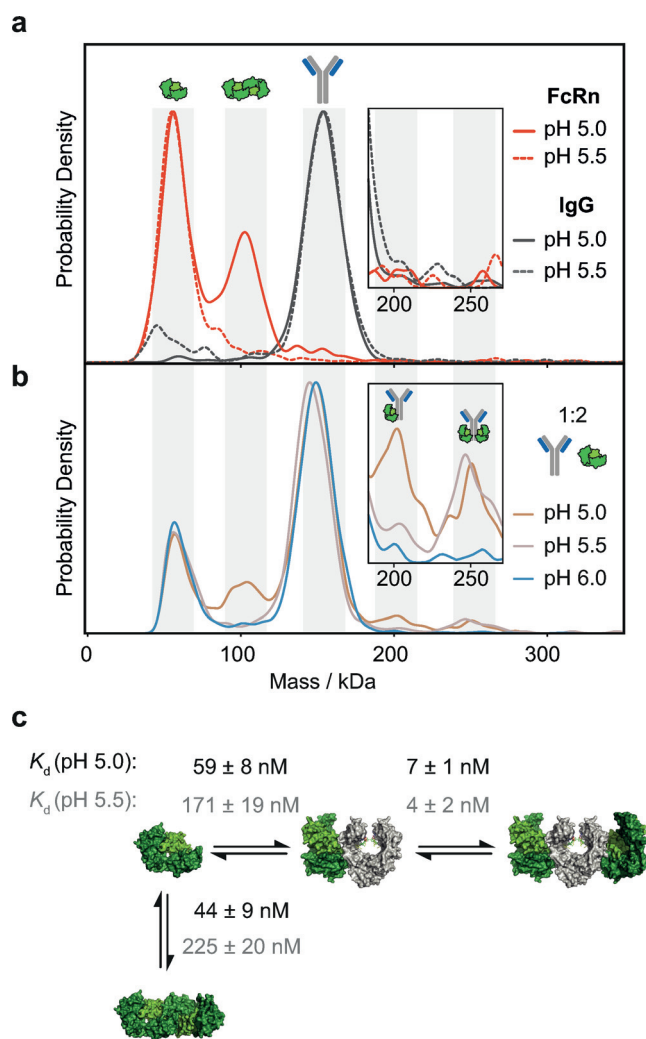 a
Probability Density
FcRn
pH 5.0
pH 5.5
IgG
pH 5.0
pH 5.5
200 250
b
Probability Density
1:2
pH 5.0
pH 5.5
pH 6.0
200 250
0 100 200 300
Mass / kDa
c
Kd (pH 5.0): 59 ± 8 nM 7 ± 1 nM
Kd (pH 5.5): 171 ± 19 nM 4 ± 2 nM
44 ± 9 nM
225 ± 20 nM